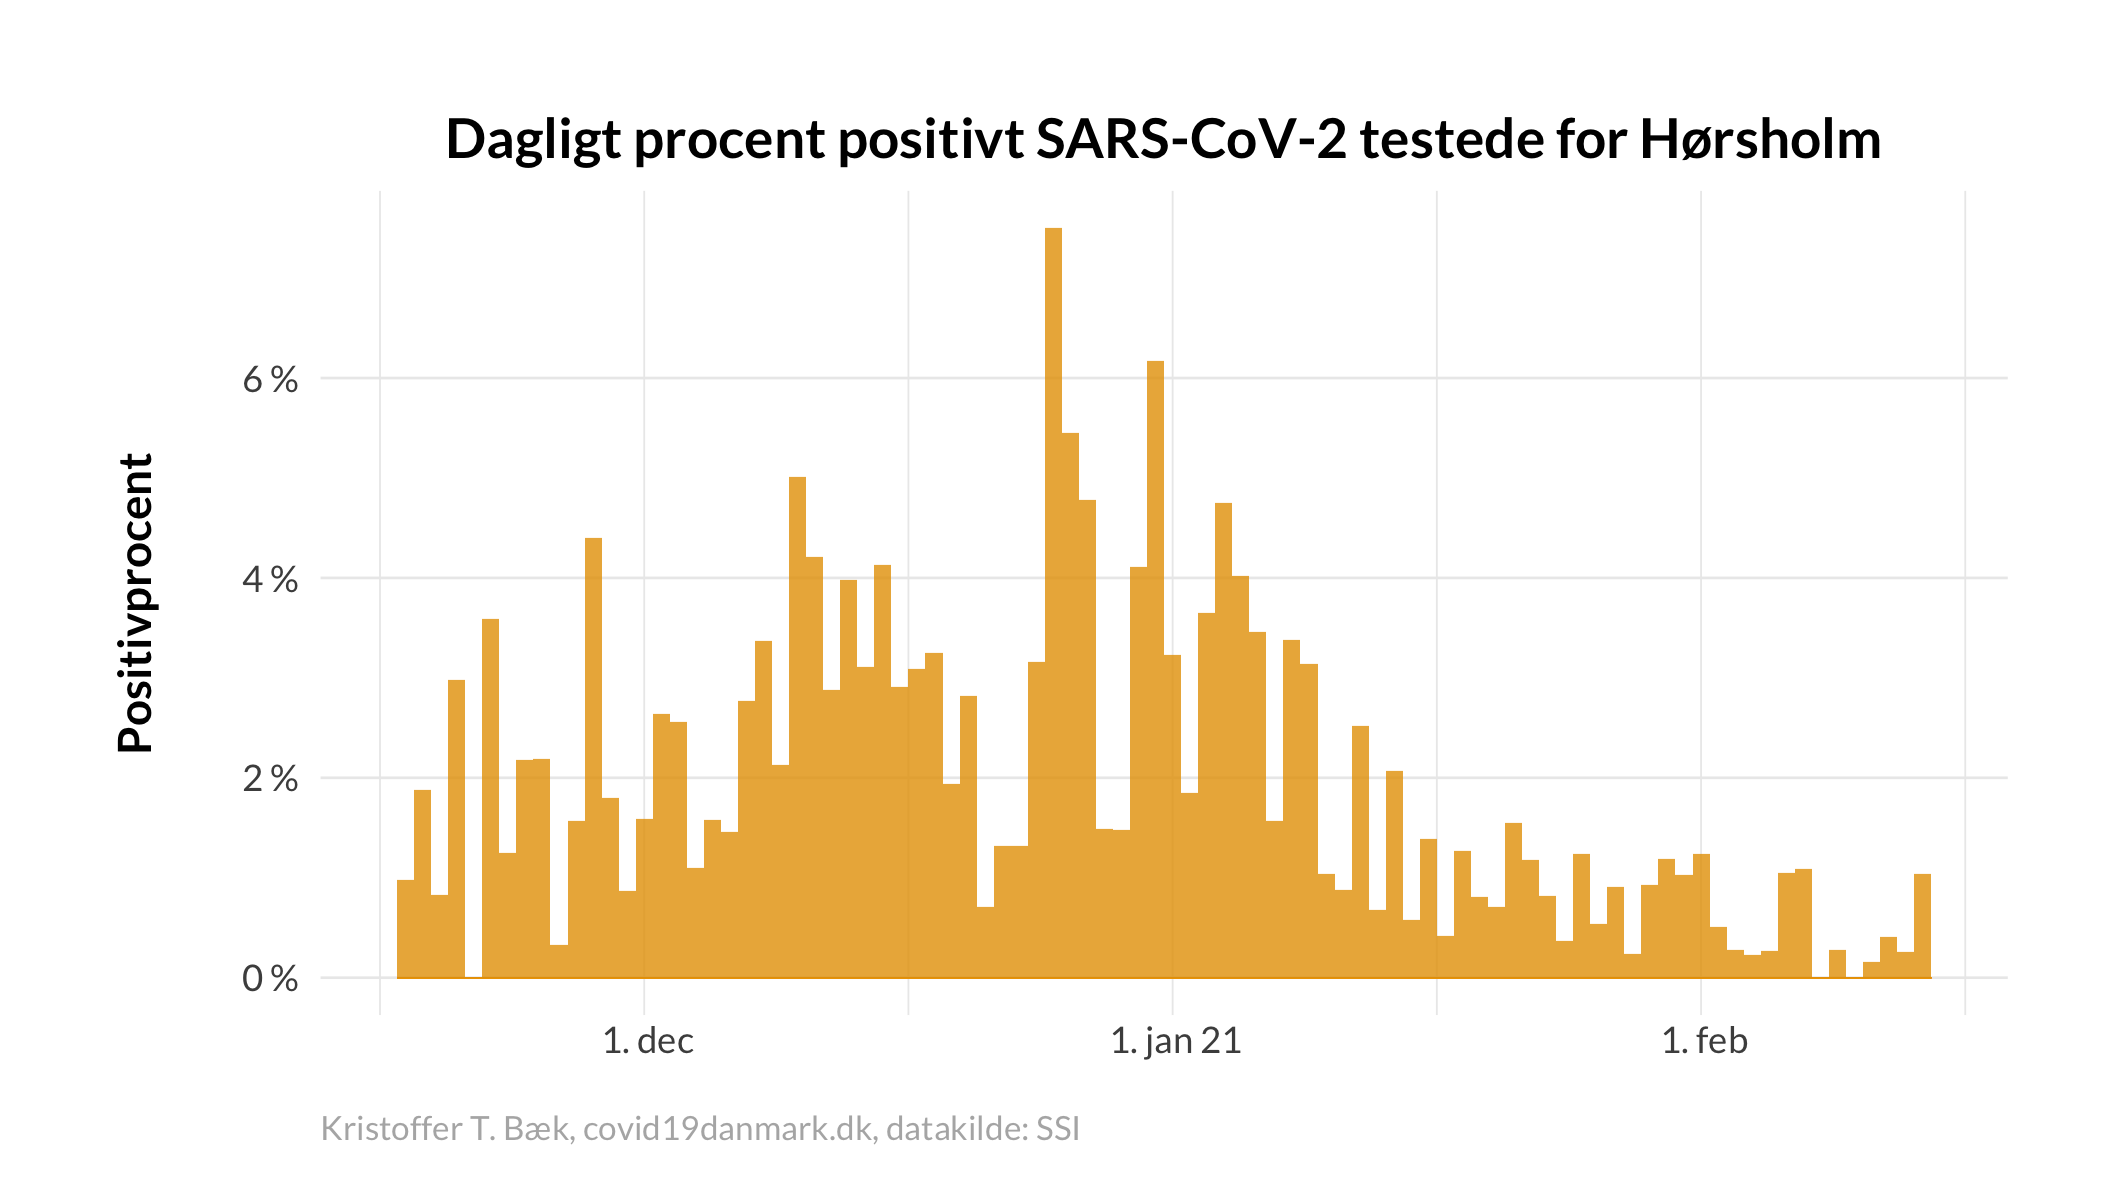 Dagligt procent positivt SARS-CoV-2 testede for Hørsholm
Positivprocent
6 %
4 %
2 %
0 %
1. dec
1. jan 21
1. feb
Kristoffer T. Bæk, covid19danmark.dk, datakilde: SSI